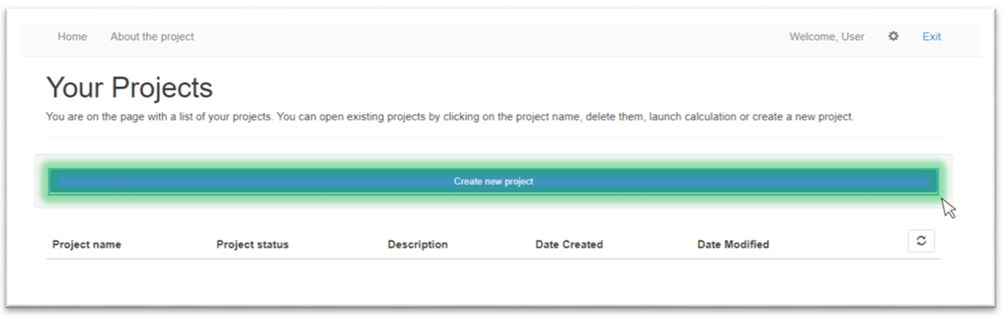 Home About the project Welcome, User Exit
Your Projects
You are on the page with a list of your projects. You can open existing projects by clicking on the project name, delete them, launch calculation or create a new project.
Create new project
Project name Project status Description Date Created Date Modified